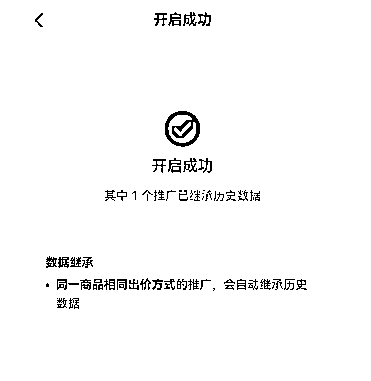 开启成功
开启成功
其中 1 个推广已继承历史数据
数据继承
• 同一商品相同出价方式的推广，会自动继承历史
数据